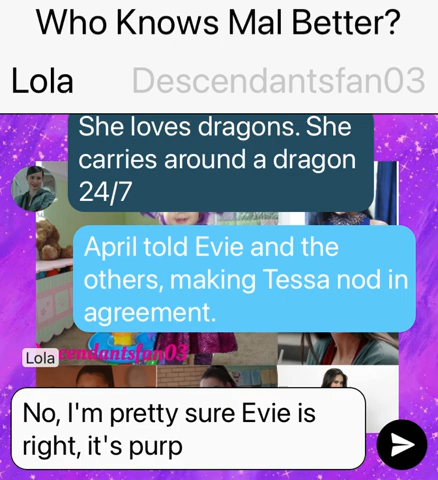 Who Knows Mal Better?
Lola Descendantsfan03
She loves dragons. She
carries around a dragon
24/7
April told Evie and the
others, making Tessa nod in
agreement.
Lola
cendantsfan03
No, I'm pretty sure Evie is
right, it's purp